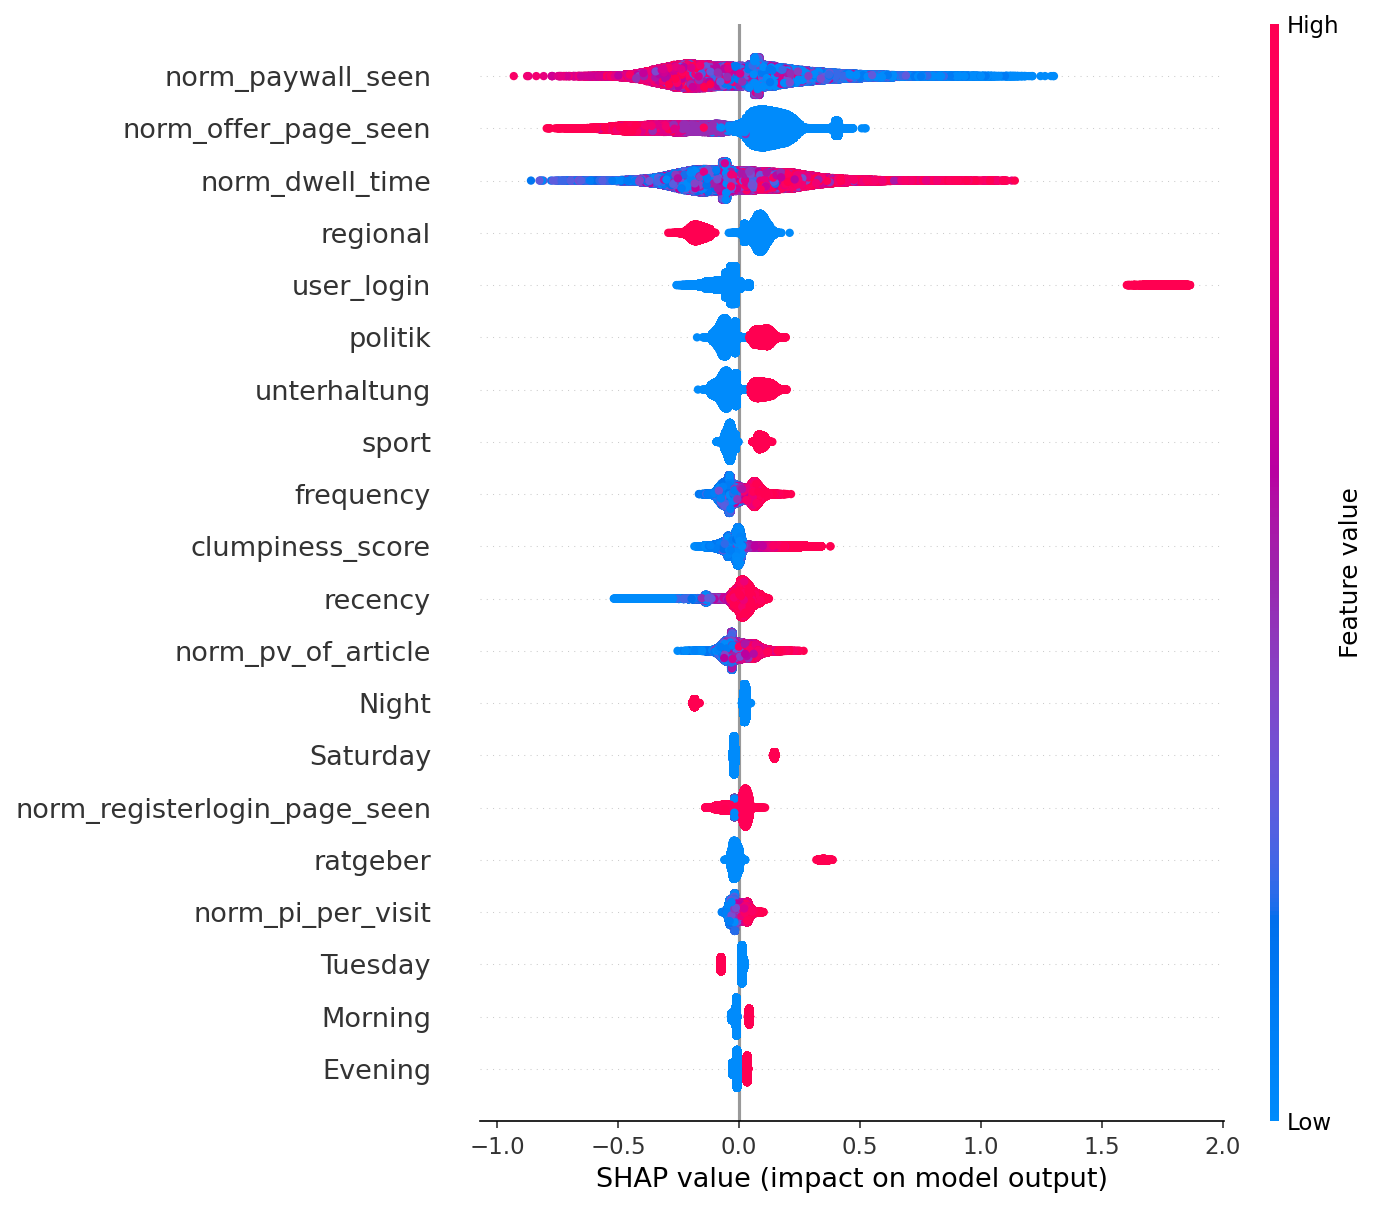 High
norm_paywall_seen
norm_offer_page_seen
norm_dwell_time
regional
user_login
politik
unterhaltung
sport
frequency
clumpiness_score
recency
norm_pv_of_article
Night
Saturday
norm_registerlogin_page_seen
ratgeber
norm_pi_per_visit
Tuesday
Morning
Evening
Feature value
Low
−1.0 −0.5 0.0 0.5 1.0 1.5 2.0
SHAP value (impact on model output)